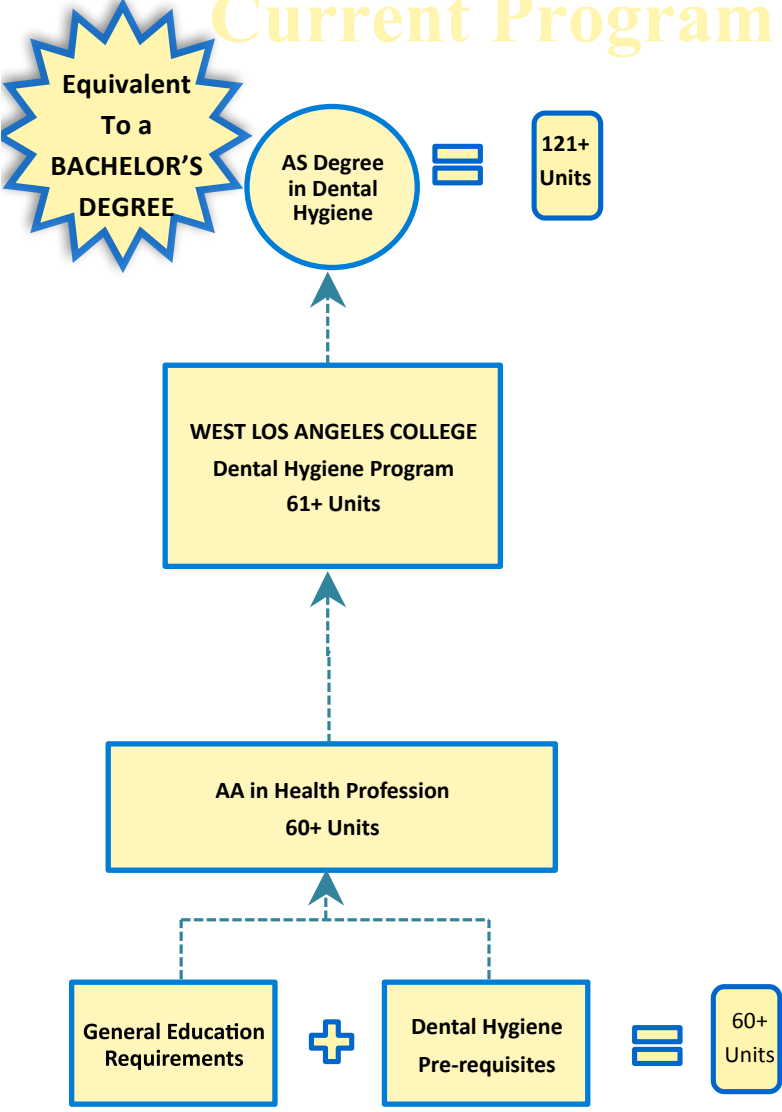 Current Program
Equivalent
To a
BACHELOR'S
DEGREE
AS Degree
in Dental
Hygiene
121+
Units
WEST LOS ANGELES COLLEGE
Dental Hygiene Program
61+ Units
AA in Health Profession
60+ Units
General Education
Requirements
Dental Hygiene
Pre-requisites
60+
Units